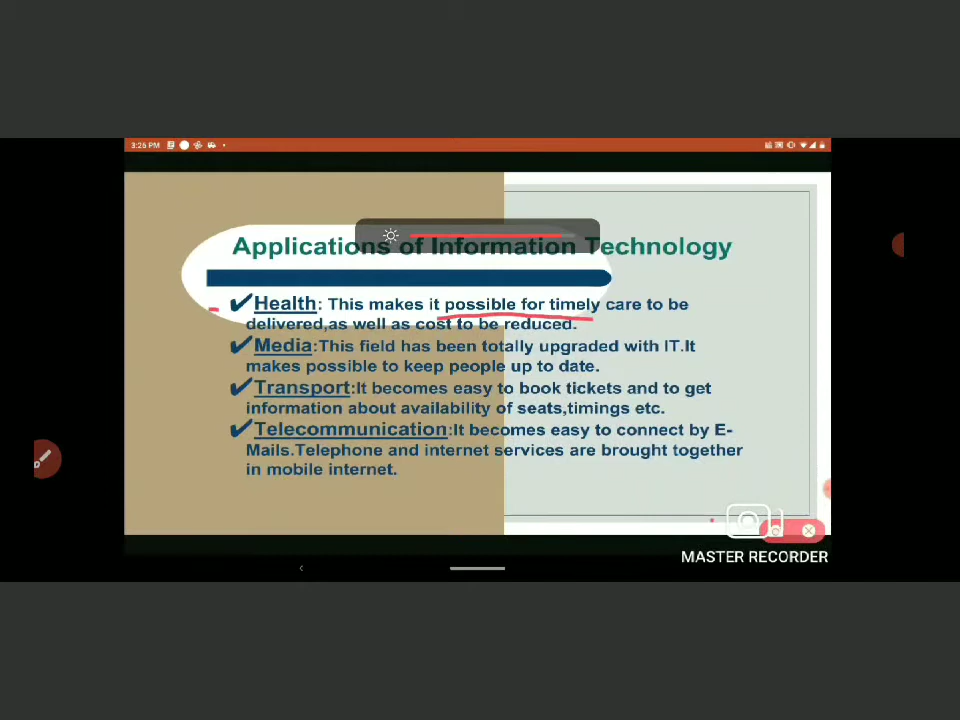 3:26 PM
Applications of Information Technology
Health: This makes it possible for timely care to be
delivered,as well as cost to be reduced.
Media:This field has been totally upgraded with IT.It
makes possible to keep people up to date.
Transport:It becomes easy to book tickets and to get
information about availability of seats,timings etc.
Telecommunication:It becomes easy to connect by E-
Mails.Telephone and internet services are brought together
in mobile internet.
MASTER RECORDER